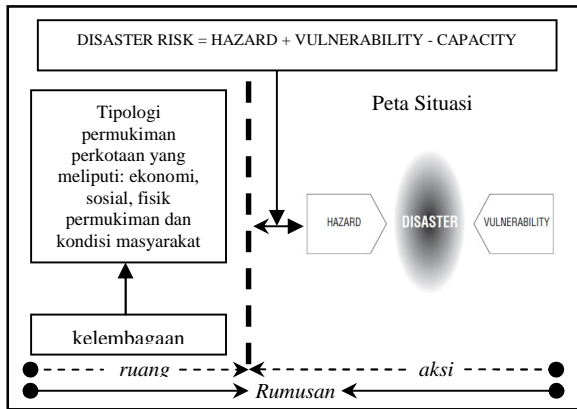 DISASTER RISK = HAZARD + VULNERABILITY - CAPACITY
Tipologi
permukiman
perkotaan yang
meliputi: ekonomi,
sosial, fisik
permukiman dan
kondisi masyarakat
Peta Situasi
HAZARD
DISASTER
VULNERABILITY
kelembagaan
ruang
aksi
Rumusan